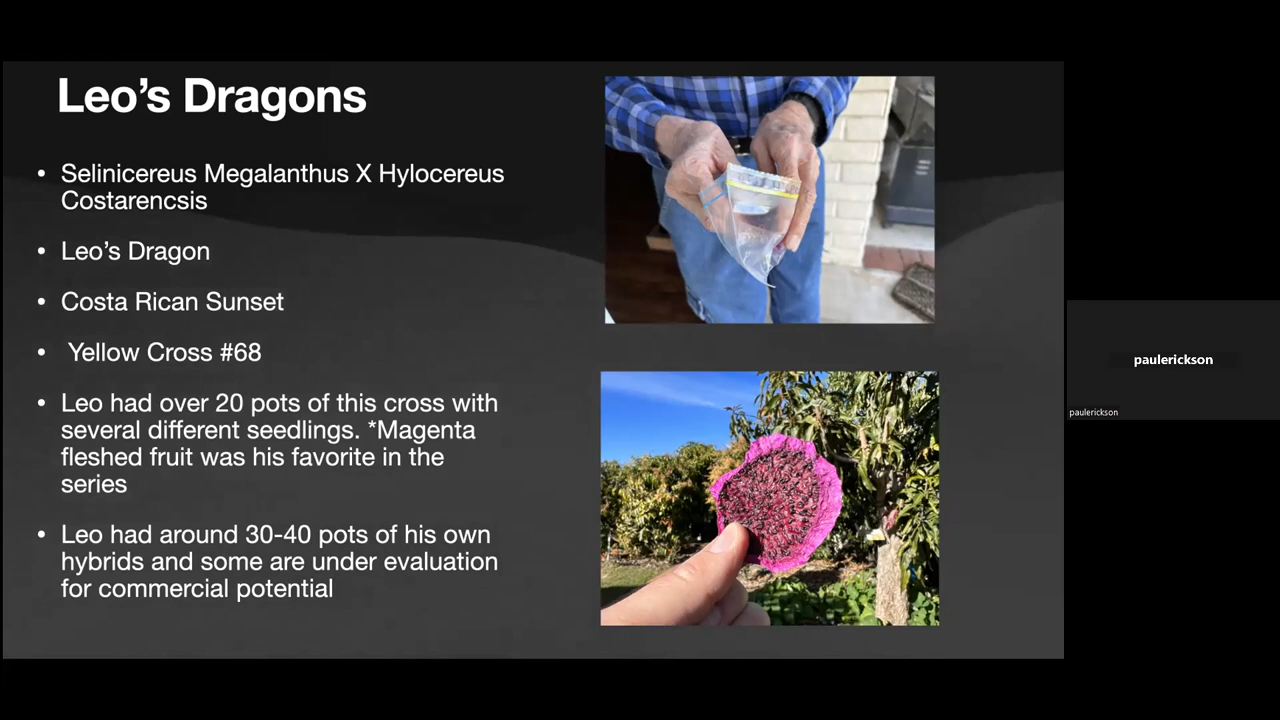 Leo's Dragons
• Selinicereus Megalanthus X Hylocereus
Costarencsis
• Leo's Dragon
• Costa Rican Sunset
• Yellow Cross #68
• Leo had over 20 pots of this cross with
several different seedlings. *Magenta
fleshed fruit was his favorite in the
series
• Leo had around 30-40 pots of his own
hybrids and some are under evaluation
for commercial potential
paulerickson
paulerickson